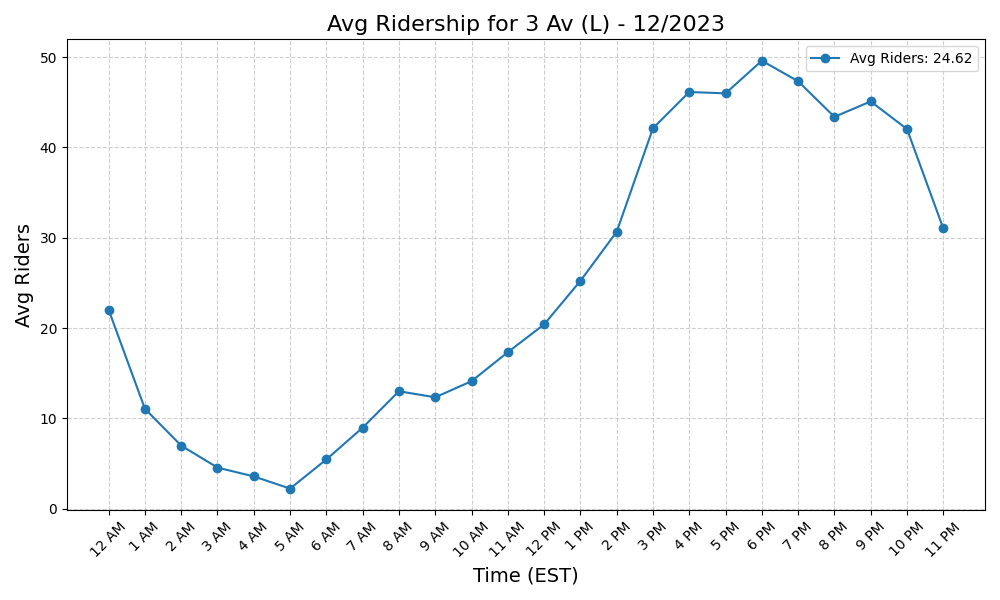 Avg Ridership for 3 Av (L) - 12/2023
Avg Riders: 24.62
Avg Riders
50
40
30
20
10
0
12 AM
1 AM
2 AM
3 AM
4 AM
5 AM
6 AM
7 AM
8 AM
9 AM
10 AM
11 AM
12 PM
1 PM
2 PM
3 PM
4 PM
5 PM
6 PM
7 PM
8 PM
9 PM
10 PM
11 PM
Time (EST)